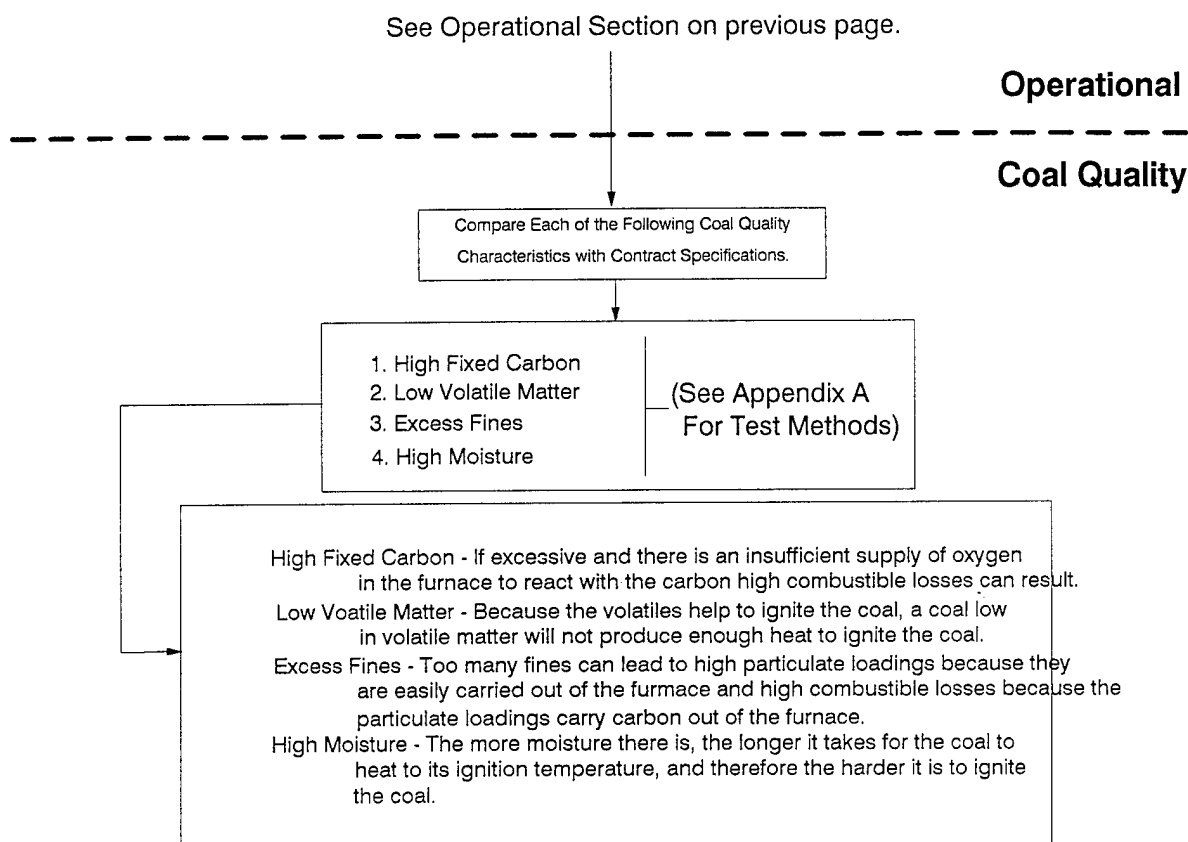 See Operational Section on previous page.
Operational
Coal Quality
Compare Each of the Following Coal Quality
Characteristics with Contract Specifications.
1. High Fixed Carbon
2. Low Volatile Matter
3. Excess Fines
4. High Moisture
(See Appendix A
For Test Methods)
High Fixed Carbon - If excessive and there is an insufficient supply of oxygen
in the furnace to react with the carbon high combustible losses can result.
Low Voatile Matter - Because the volatiles help to ignite the coal, a coal low
in volatile matter will not produce enough heat to ignite the coal.
Excess Fines - Too many fines can lead to high particulate loadings because they
are easily carried out of the furmace and high combustible losses because the
particulate loadings carry carbon out of the furnace.
High Moisture - The more moisture there is, the longer it takes for the coal to
heat to its ignition temperature, and therefore the harder it is to ignite
the coal.